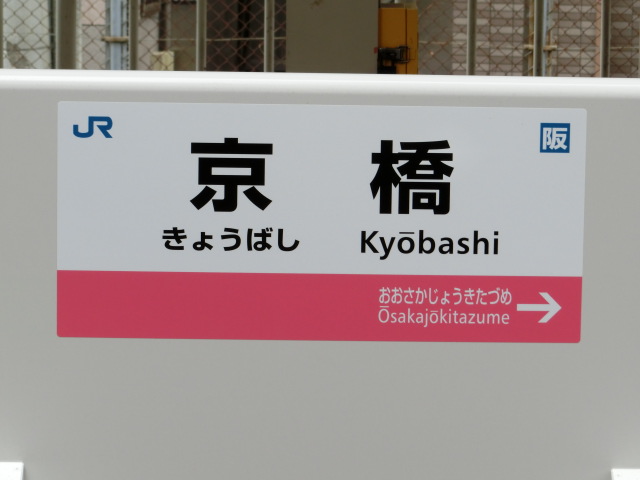 JR
阪
京橋
きょうばし Kyōbashi
おおさかじょうきたづめ
Ōsakajōkitazume